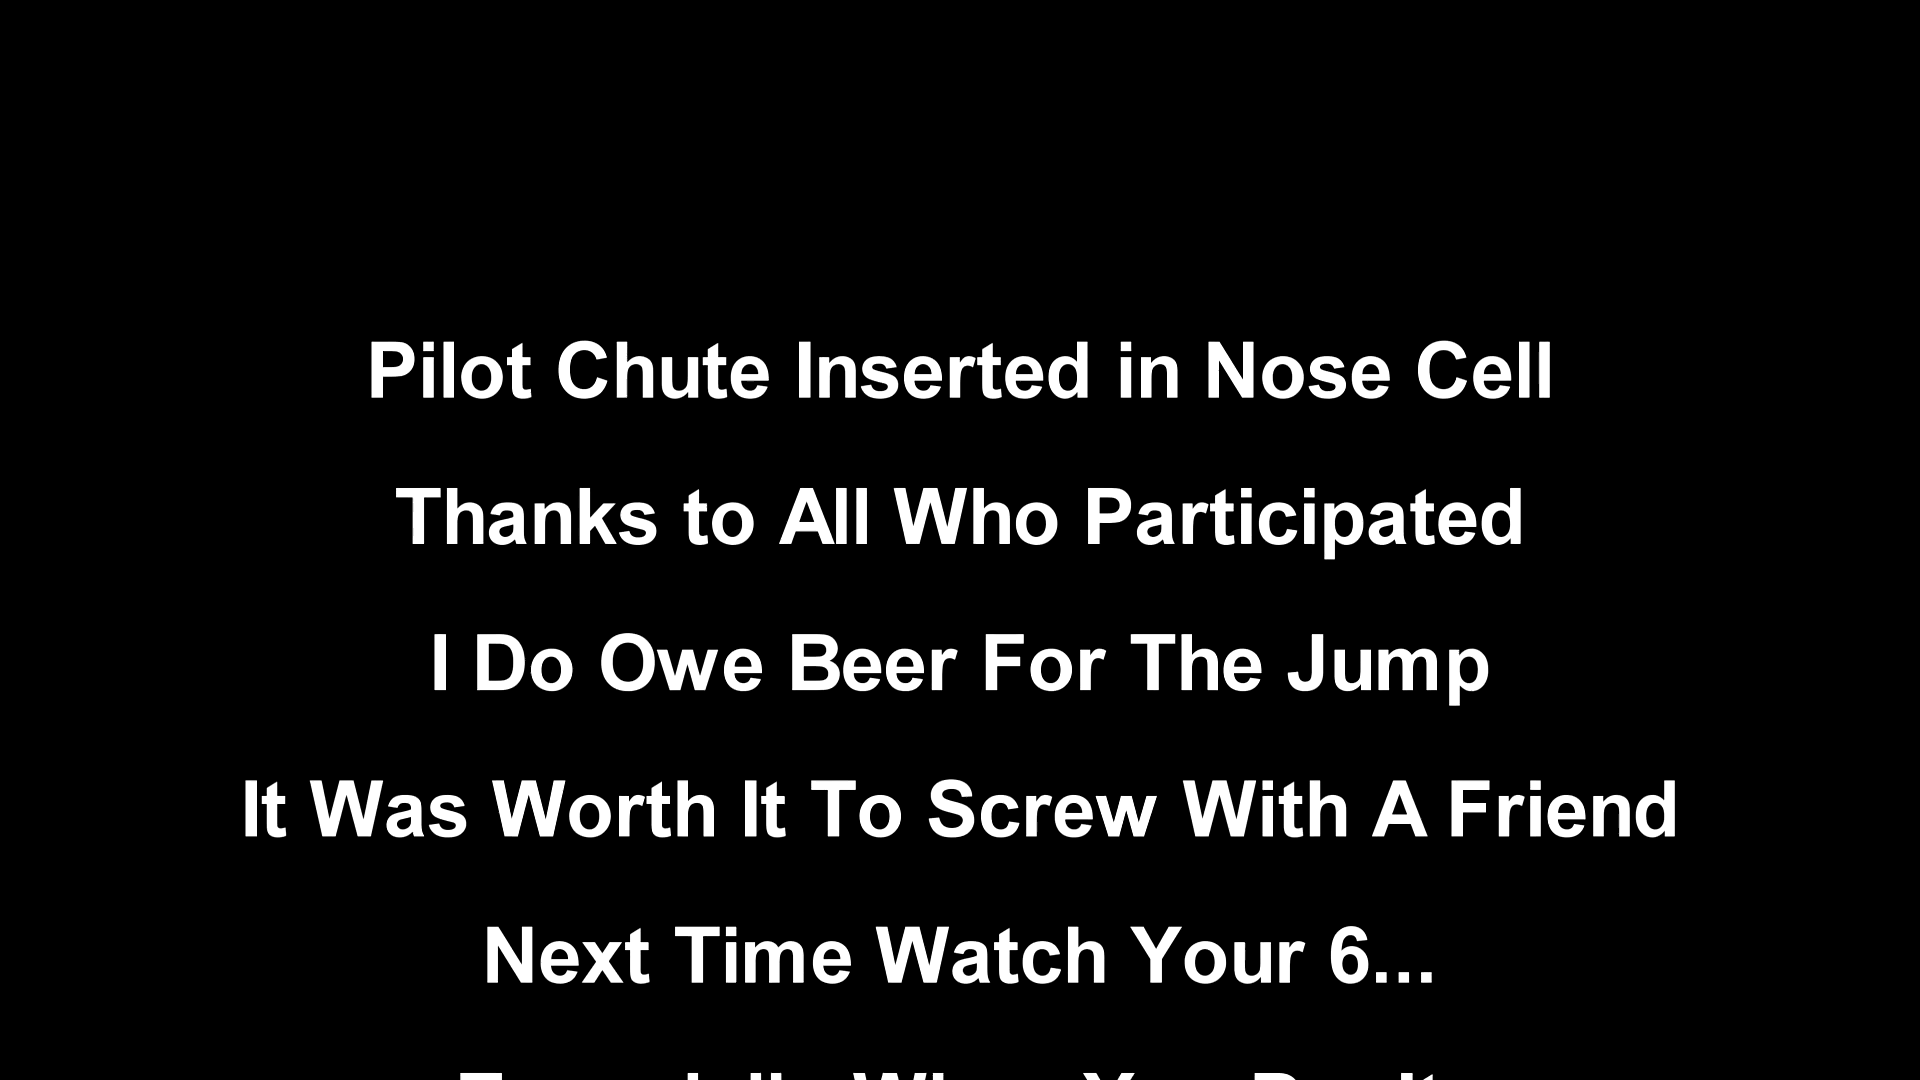 Pilot Chute Inserted in Nose Cell
Thanks to All Who Participated
I Do Owe Beer For The Jump
It Was Worth It To Screw With A Friend
Next Time Watch Your 6...